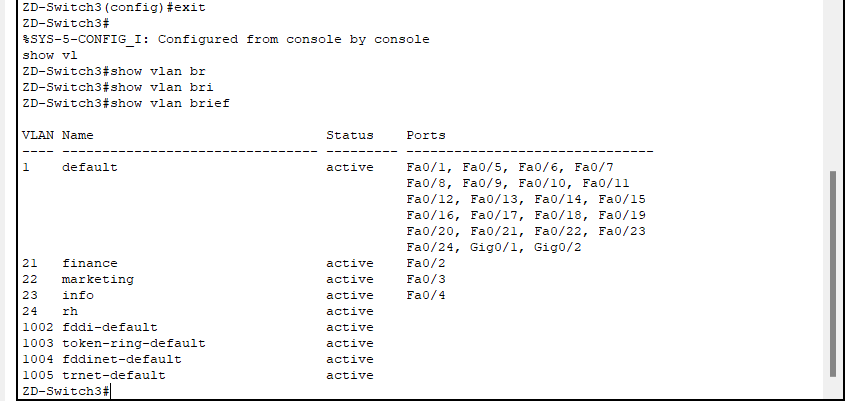 ZD-Switch3(config)#exit
ZD-Switch3#
%SYS-5-CONFIG_I: Configured from console by console
show vl
ZD-Switch3#show vlan br
ZD-Switch3#show vlan bri
ZD-Switch3#show vlan brief
VLAN Name                             Status    Ports
---- -------------------------------- --------- -------------------------------
1    default                          active    Fa0/1, Fa0/5, Fa0/6, Fa0/7
                                                Fa0/8, Fa0/9, Fa0/10, Fa0/11
                                                Fa0/12, Fa0/13, Fa0/14, Fa0/15
                                                Fa0/16, Fa0/17, Fa0/18, Fa0/19
                                                Fa0/20, Fa0/21, Fa0/22, Fa0/23
                                                Fa0/24, Gig0/1, Gig0/2
21   finance                          active    Fa0/2
22   marketing                        active    Fa0/3
23   info                             active    Fa0/4
24   rh                               active
1002 fddi-default                     active
1003 token-ring-default               active
1004 fddinet-default                  active
1005 trnet-default                    active
ZD-Switch3#